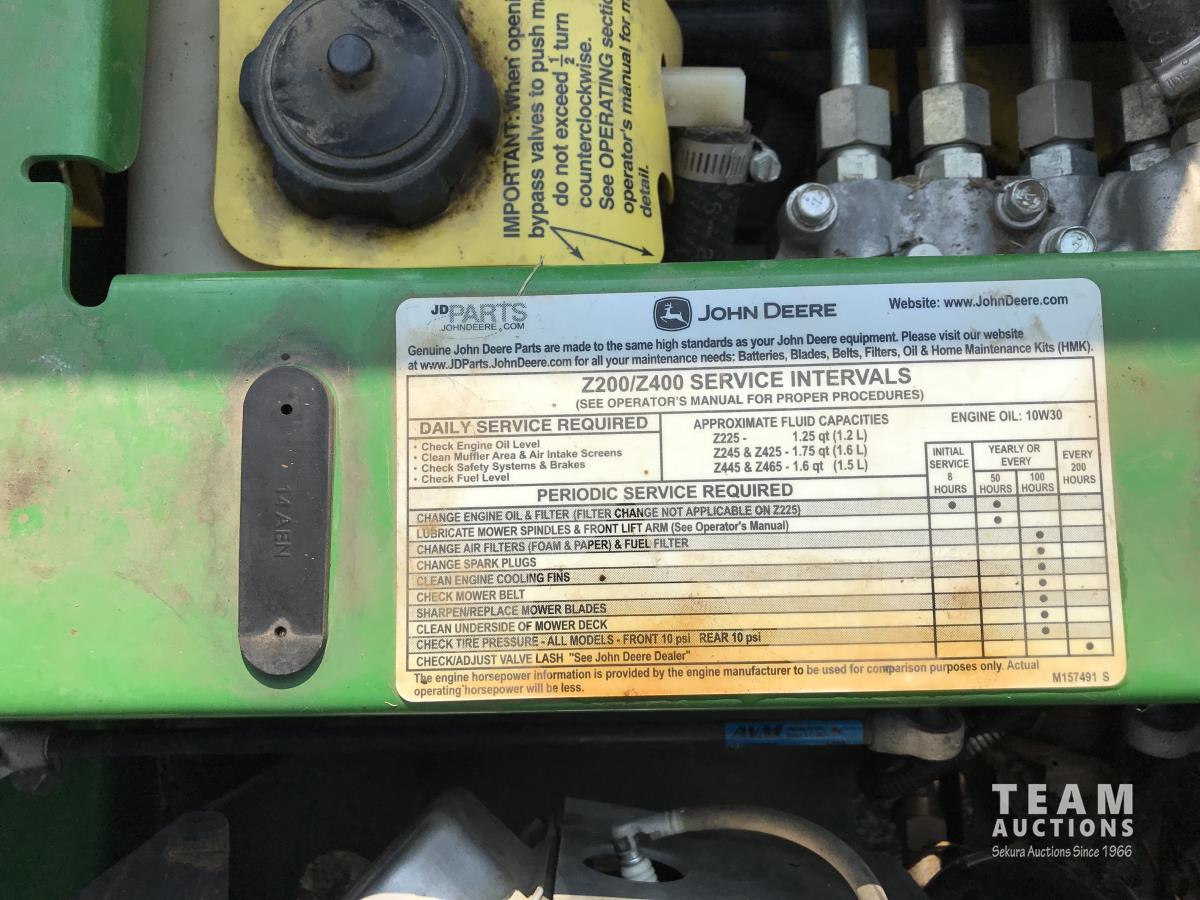 IMPORTANT: When openi
bypass valves to push ma
do not exceed 1/2 turn
counterclockwise.
See OPERATING sectio
operator's manual for m
detail.
JD PARTS
JOHNDEERE.COM
JOHN DEERE
Website: www.JohnDeere.com
Genuine John Deere Parts are made to the same high standards as your John Deere equipment. Please visit our website
at www.JDParts.JohnDeere.com for all your maintenance needs: Batteries, Blades, Belts, Filters, Oil & Home Maintenance Kits (HMK).
Z200/Z400 SERVICE INTERVALS
(SEE OPERATOR'S MANUAL FOR PROPER PROCEDURES)
DAILY SERVICE REQUIRED
· Check Engine Oil Level
· Clean Muffler Area & Air Intake Screens
· Check Safety Systems & Brakes
· Check Fuel Level
APPROXIMATE FLUID CAPACITIES
Z225 - 1.25 qt (1.2 L)
Z245 & Z425 - 1.75 qt (1.6 L)
Z445 & Z465 - 1.6 qt (1.5 L)
ENGINE OIL: 10W30
INITIAL
SERVICE
8
HOURS
YEARLY OR
EVERY
50
HOURS
100
HOURS
EVERY
200
HOURS
PERIODIC SERVICE REQUIRED
CHANGE ENGINE OIL & FILTER (FILTER CHANGE NOT APPLICABLE ON Z225)
LUBRICATE MOWER SPINDLES & FRONT LIFT ARM (See Operator's Manual)
CHANGE AIR FILTERS (FOAM & PAPER) & FUEL FILTER
CHANGE SPARK PLUGS
CLEAN ENGINE COOLING FINS
CHECK MOWER BELT
SHARPEN/REPLACE MOWER BLADES
CLEAN UNDERSIDE OF MOWER DECK
CHECK TIRE PRESSURE - ALL MODELS - FRONT 10 psi REAR 10 psi
CHECK/ADJUST VALVE LASH "See John Deere Dealer"
The engine horsepower information is provided by the engine manufacturer to be used for comparison purposes only. Actual
operating horsepower will be less.
M157491 S
14 ABN
TEAM
AUCTIONS
Sekura Auctions Since 1966